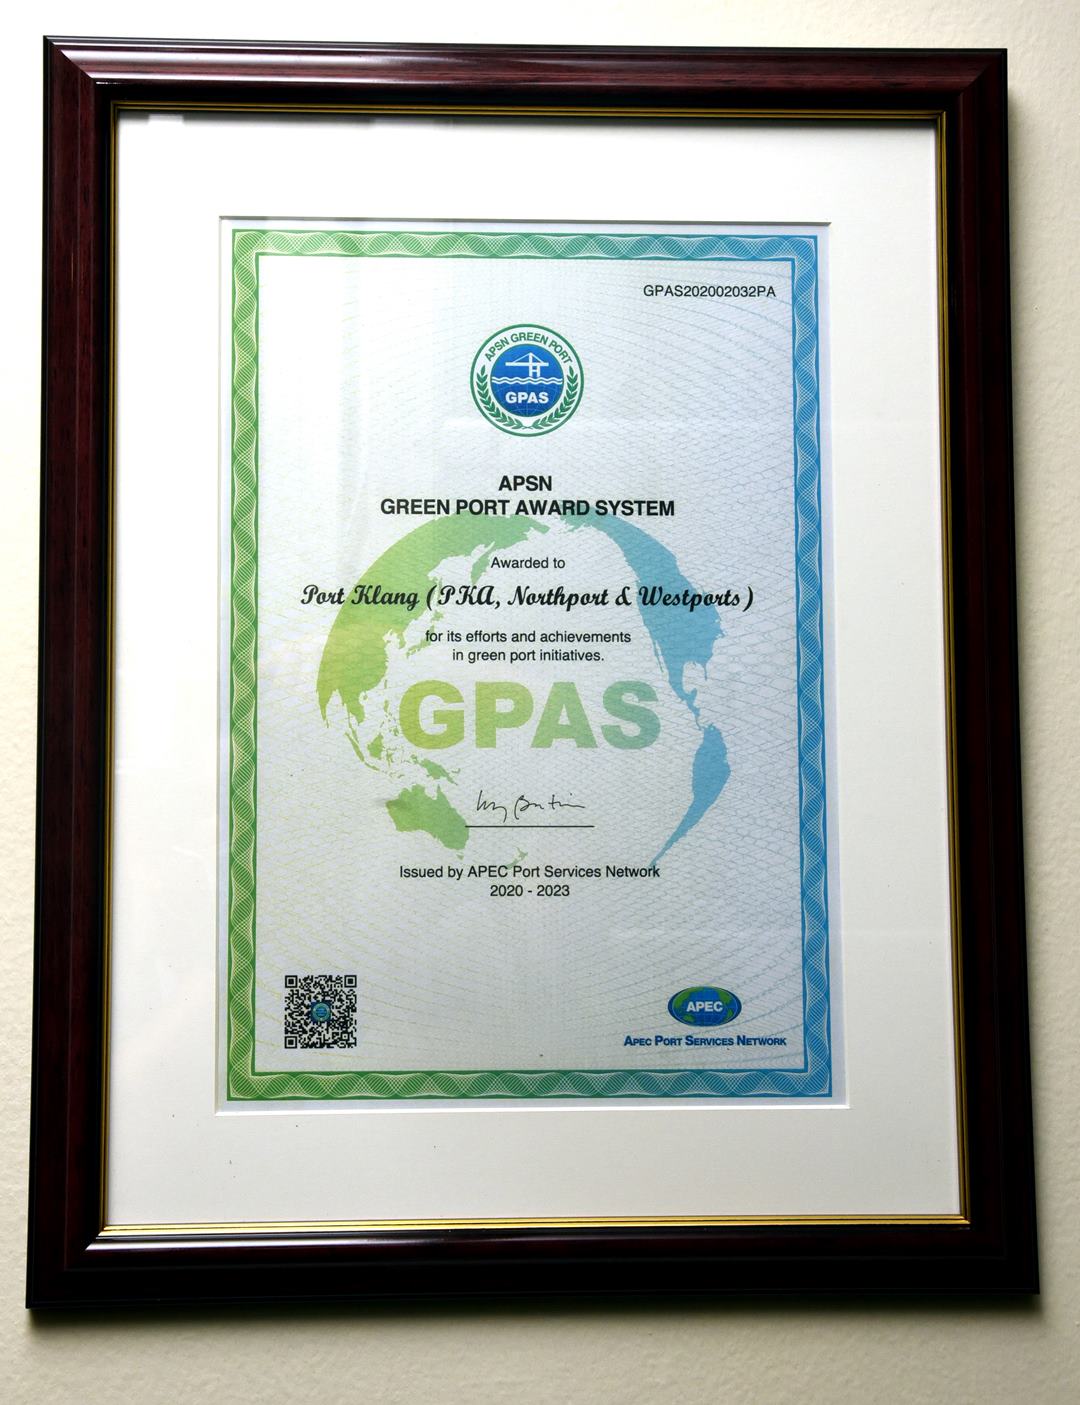 GPAS202002032PA
APSN GREEN PORT
GPAS
APSN
GREEN PORT AWARD SYSTEM
Awarded to
Port Klang (PKA, Northport & Westports)
for its efforts and achievements
in green port initiatives.
GPAS
Issued by APEC Port Services Network
2020 - 2023
APEC
APEC PORT SERVICES NETWORK